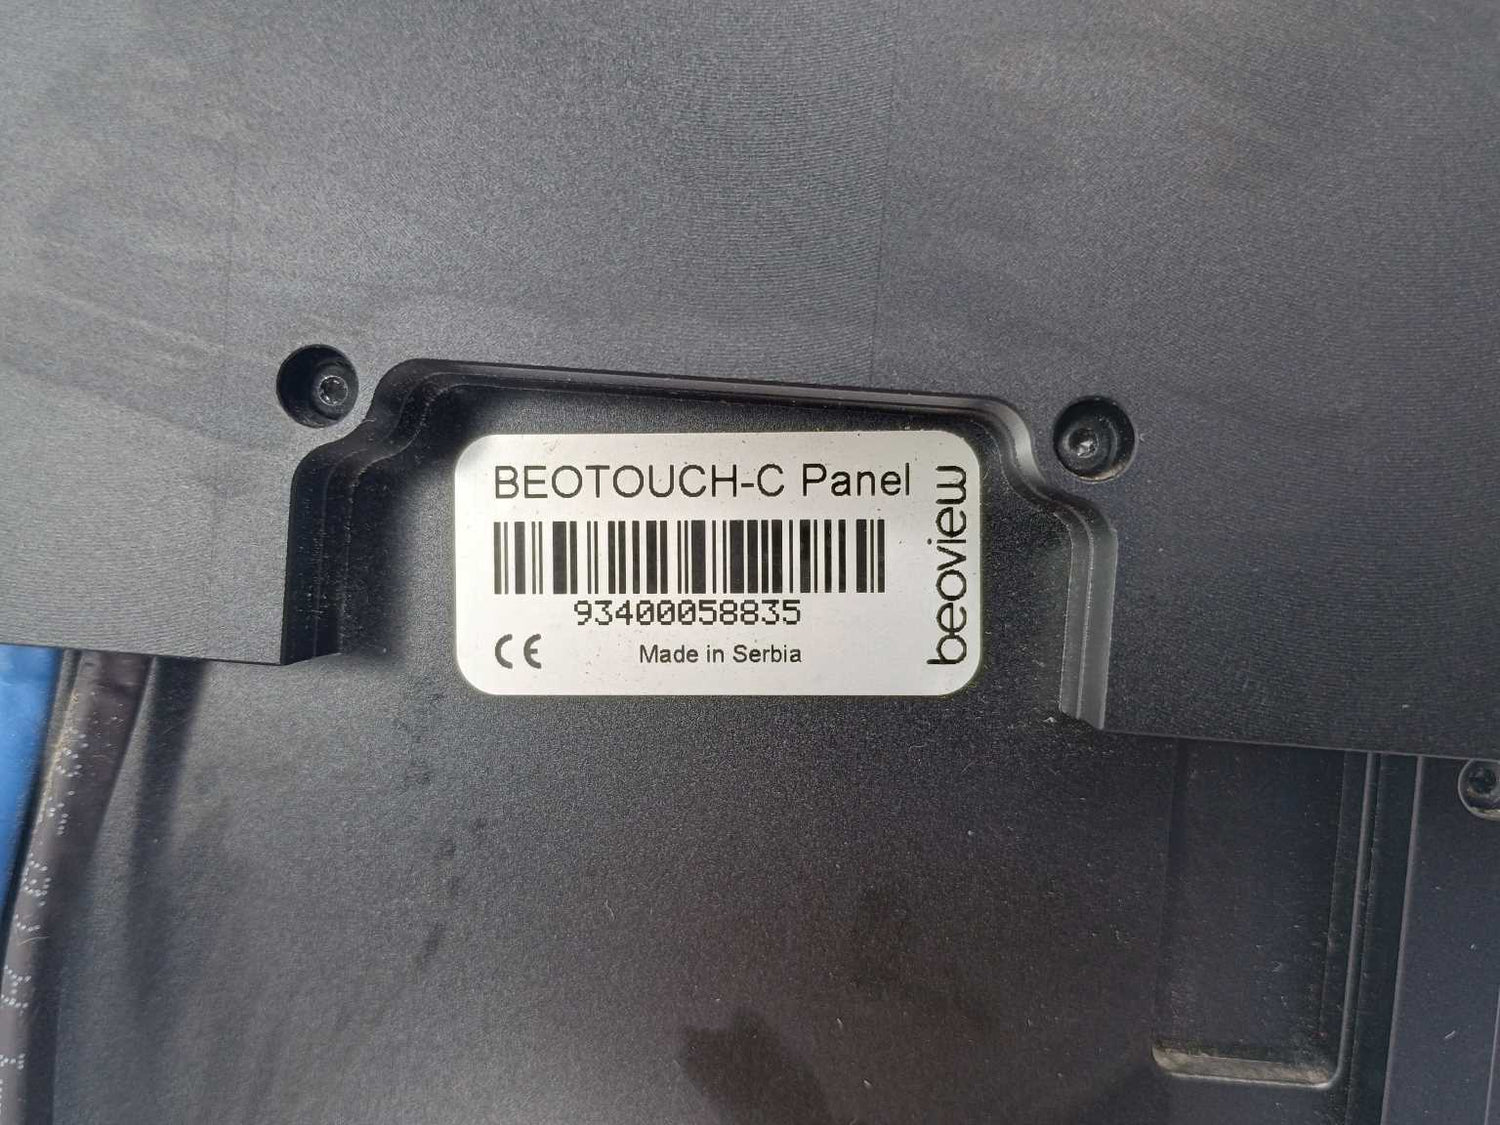 BEOTOUCH-C Panel
93400058835
CE
Made in Serbia
beoview